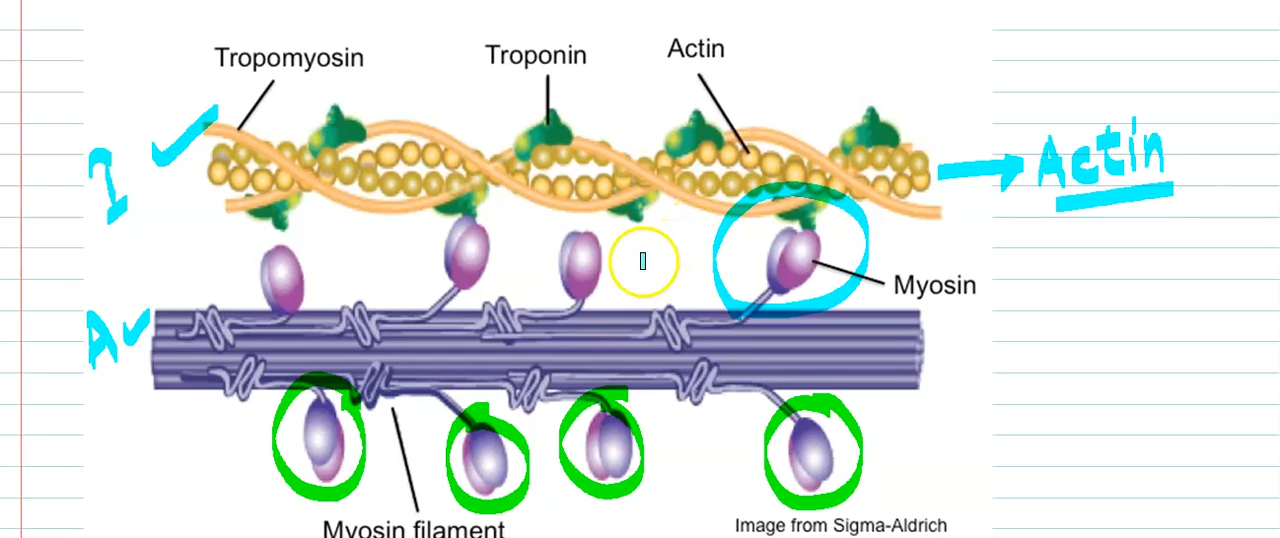 Tropomyosin
Troponin
Actin
I
Actin
Myosin
A
Myosin filament
Image from Sigma-Aldrich